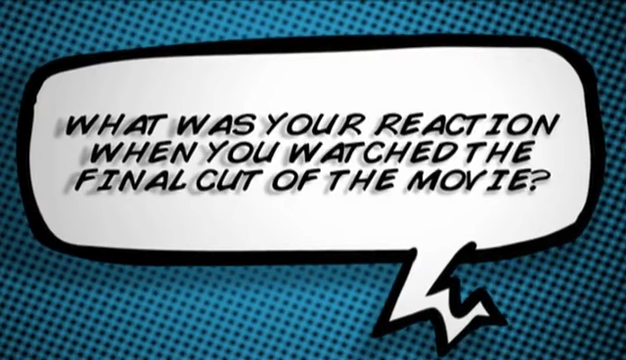 WHAT WAS YOUR REACTION
WHEN YOU WATCHED THE
FINAL CUT OF THE MOVIE?